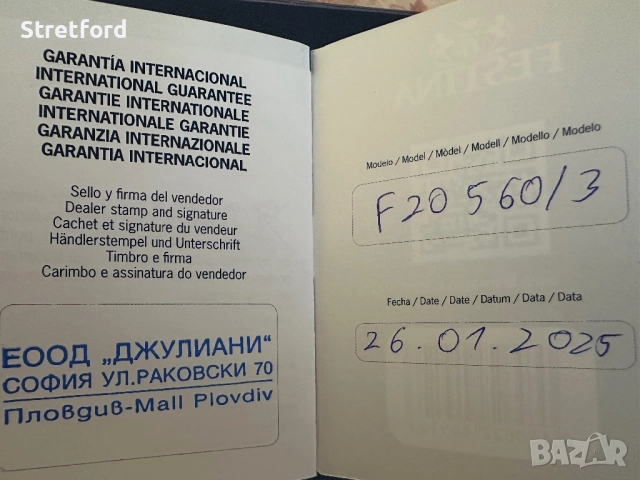 Stretford
GARANTÍA INTERNACIONAL
INTERNATIONAL GUARANTEE
GARANTIE INTERNATIONALE
INTERNATIONALE GARANTIE
GARANZIA INTERNAZIONALE
GARANTIA INTERNACIONAL
Sello y firma del vendedor
Dealer stamp and signature
Cachet et signature du vendeur
Händlerstempel und Unterschrift
Timbro e firma
Carimbo e assinatura do vendedor
ЕООД „ДЖУЛИАНИ“
СОФИЯ УЛ.РАКОВСКИ 70
Пловдив-Mall Plovdiv
FESTINA
Modelo / Model / Mòdel / Modell / Modello / Modelo
F20560/3
Fecha / Date / Date / Datum / Data / Data
26.01.2025
BAZAR